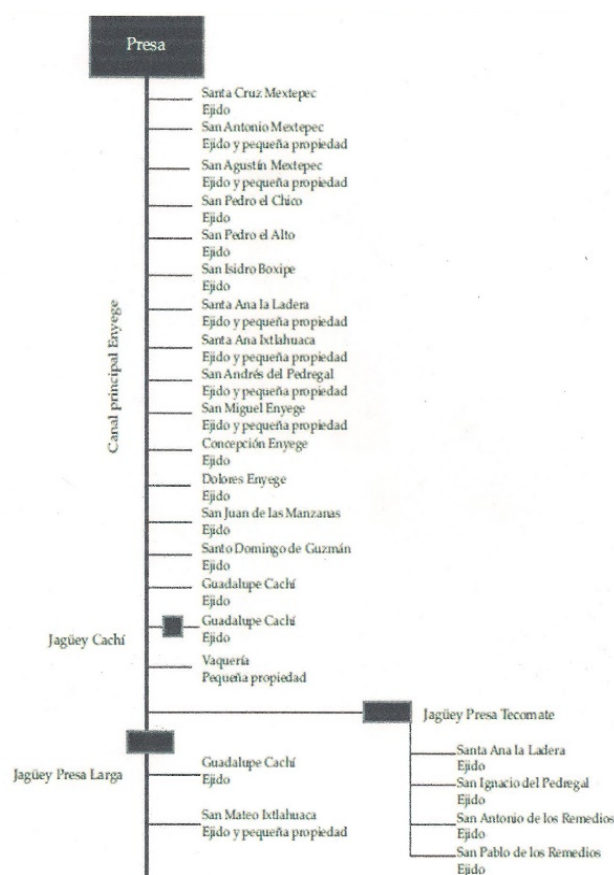 Presa
Santa Cruz Mextepec
Ejido
San Antonio Mextepec
Ejido y pequeña propiedad
San Agustín Mextepec
Ejido y pequeña propiedad
San Pedro el Chico
Ejido
San Pedro el Alto
Ejido
San Isidro Boxipe
Ejido
Santa Ana la Ladera
Ejido y pequeña propiedad
Santa Ana Ixtlahuaca
Ejido y pequeña propiedad
San Andrés del Pedregal
Ejido y pequeña propiedad
San Miguel Enyege
Ejido y pequeña propiedad
Concepción Enyege
Ejido
Dolores Enyege
Ejido
San Juan de las Manzanas
Ejido
Santo Domingo de Guzmán
Ejido
Guadalupe Cachí
Ejido
Canal principal Enyege
Jagüey Cachí
Guadalupe Cachí
Ejido
Vaquería
Pequeña propiedad
Jagüey Presa Tecomate
Santa Ana la Ladera
Ejido
San Ignacio del Pedregal
Ejido
San Antonio de los Remedios
Ejido
San Pablo de los Remedios
Ejido
Jagüey Presa Larga
Guadalupe Cachí
Ejido
San Mateo Ixtlahuaca
Ejido y pequeña propiedad